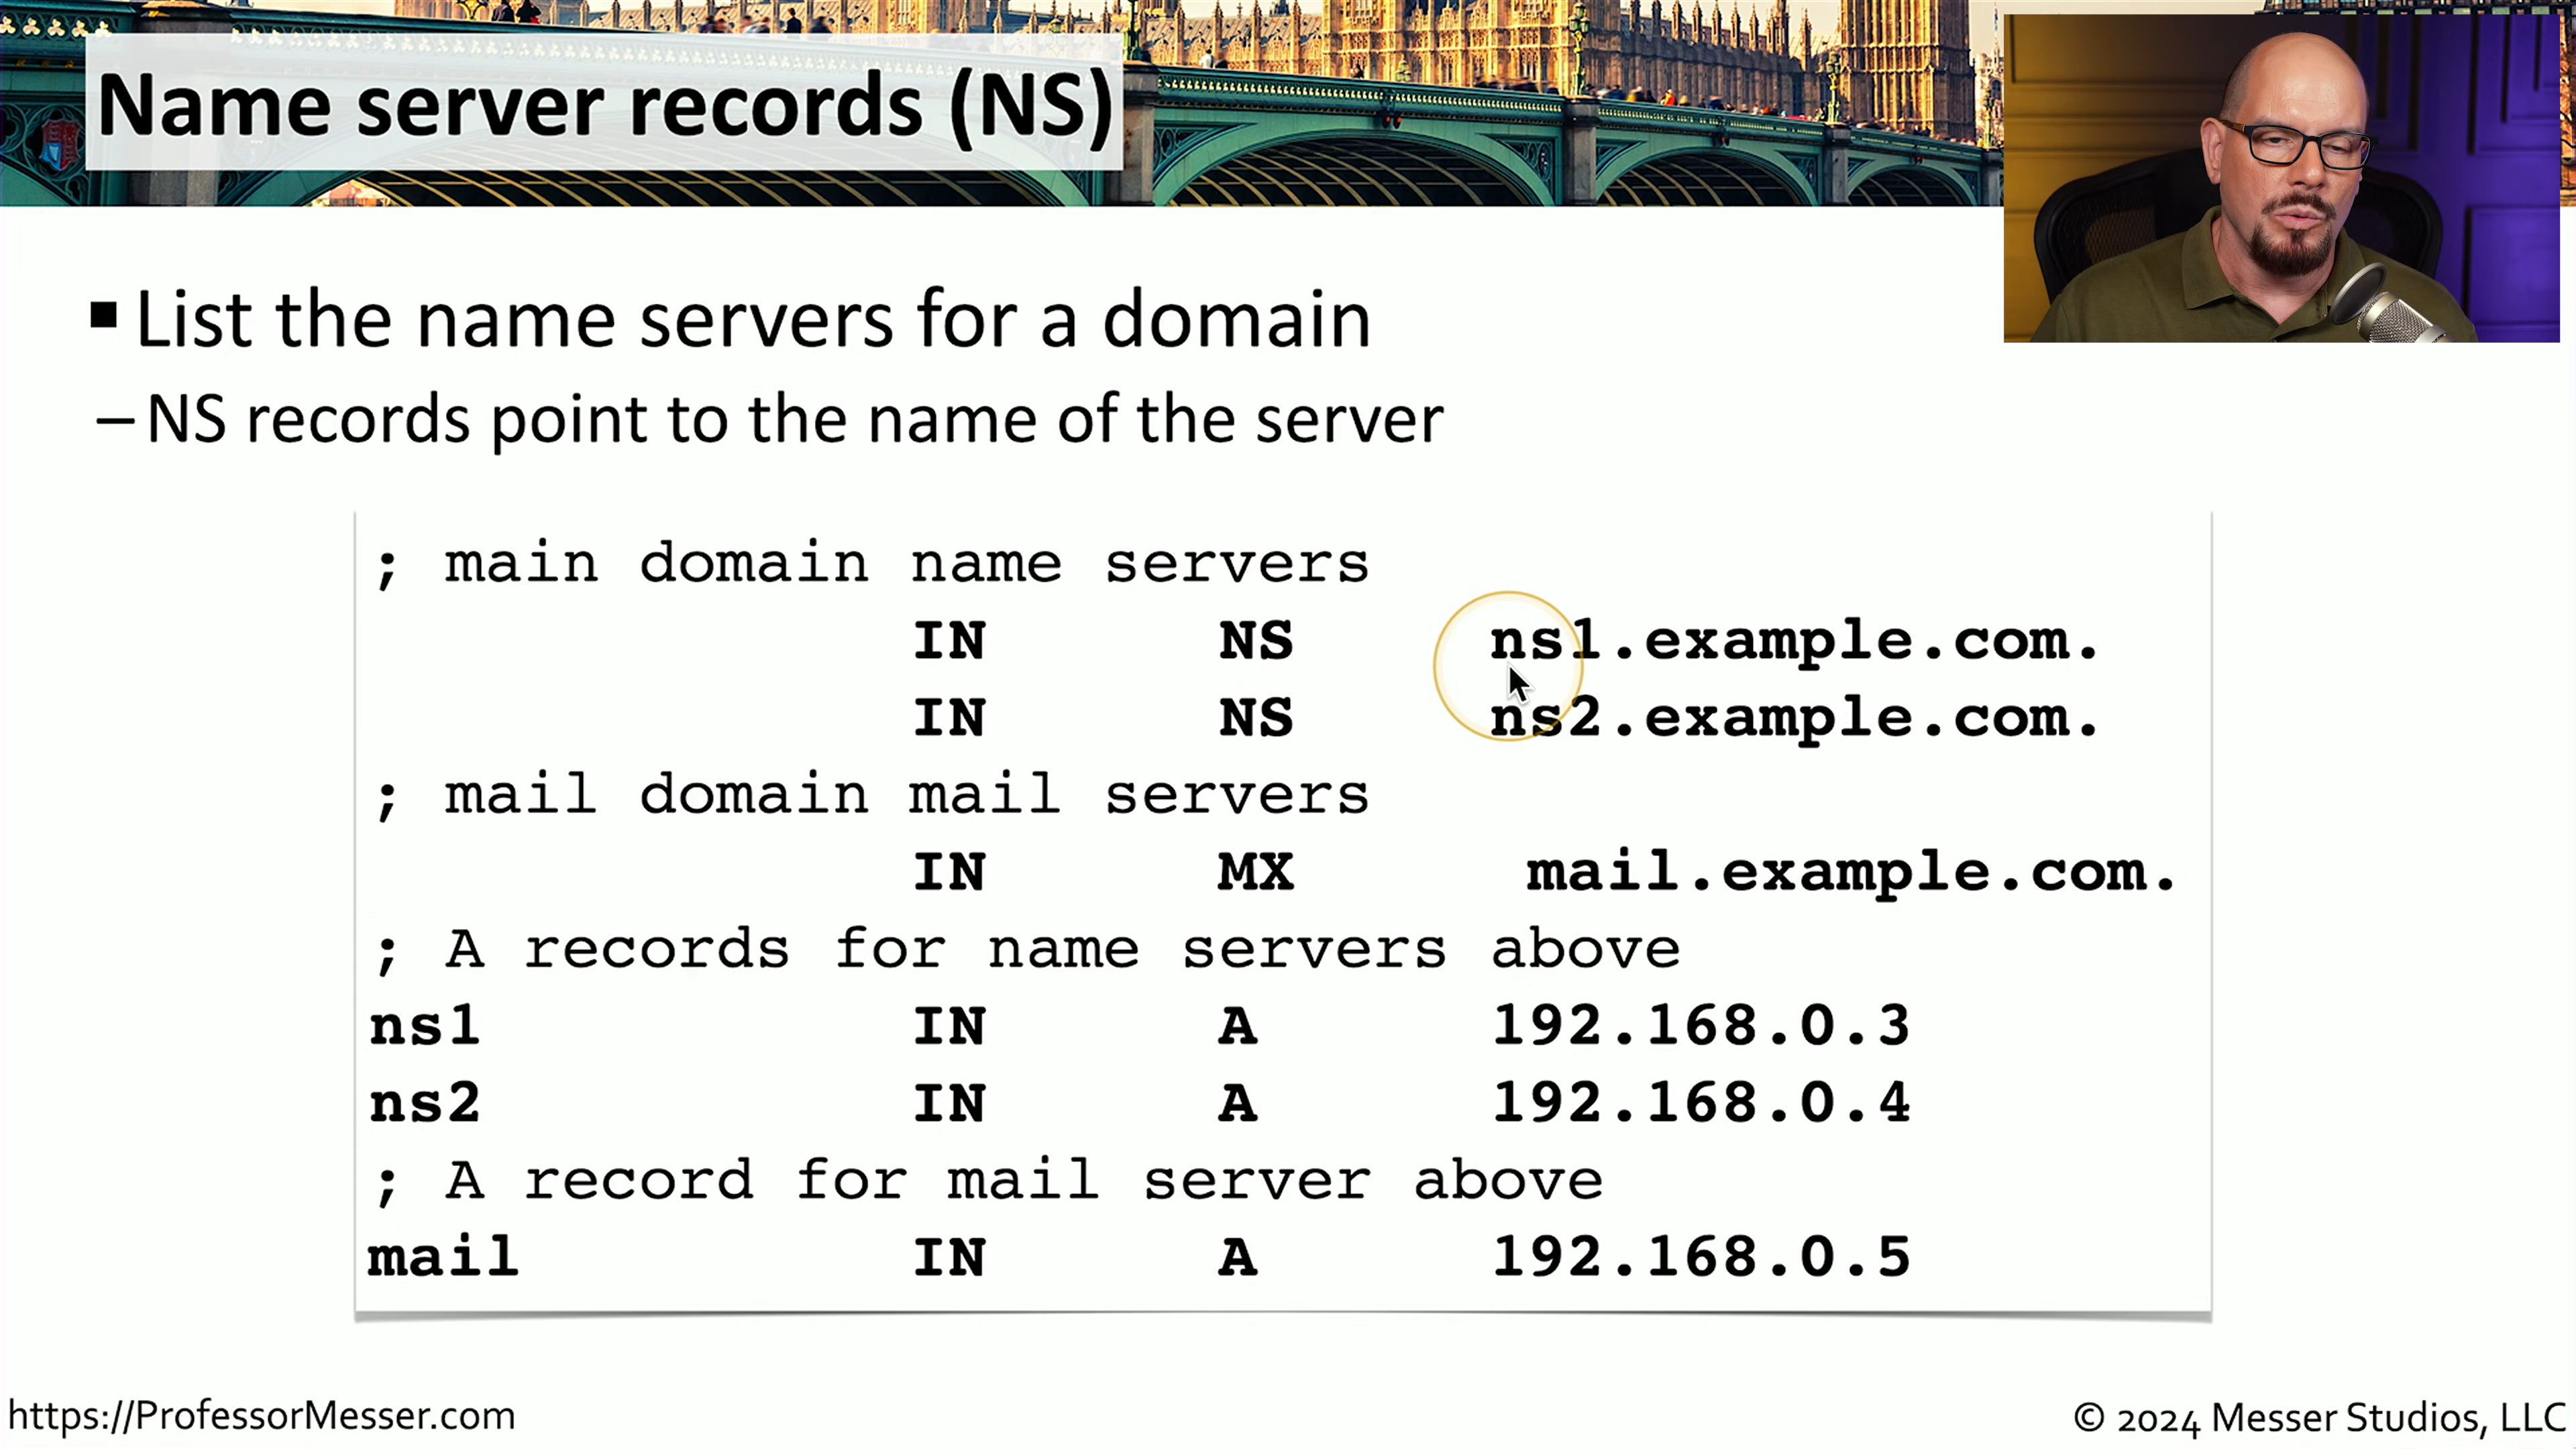 Name server records (NS)
▪ List the name servers for a domain
– NS records point to the name of the server
; main domain name servers
IN NS ns1.example.com.
IN NS ns2.example.com.
; mail domain mail servers
IN MX mail.example.com.
; A records for name servers above
ns1 IN A 192.168.0.3
ns2 IN A 192.168.0.4
; A record for mail server above
mail IN A 192.168.0.5
https://ProfessorMesser.com
© 2024 Messer Studios, LLC